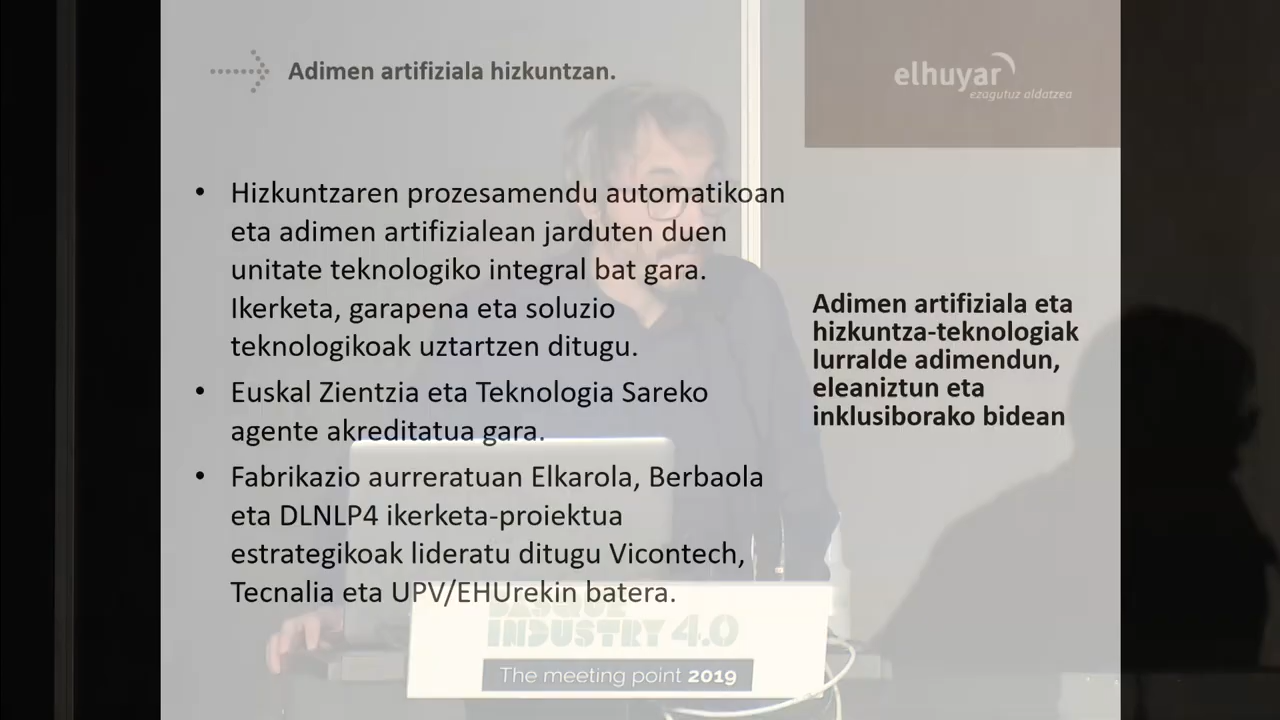 Adimen artifiziala hizkuntzan.
elhuyar
ezagutuz aldatzea
• Hizkuntzaren prozesamendu automatikoan
eta adimen artifizialean jarduten duen
unitate teknologiko integral bat gara.
Ikerketa, garapena eta soluzio
teknologikoak uztartzen ditugu.
• Euskal Zientzia eta Teknologia Sareko
agente akreditatua gara.
• Fabrikazio aurreratuan Elkarola, Berbaola
eta DLNLP4 ikerketa-proiektua
estrategikoak lideratu ditugu Vicontech,
Tecnalia eta UPV/EHUrekin batera.
Adimen artifiziala eta
hizkuntza-teknologiak
lurralde adimendun,
eleaniztun eta
inklusiborako bidean
BASQUE
INDUSTRY 4.0
The meeting point 2019